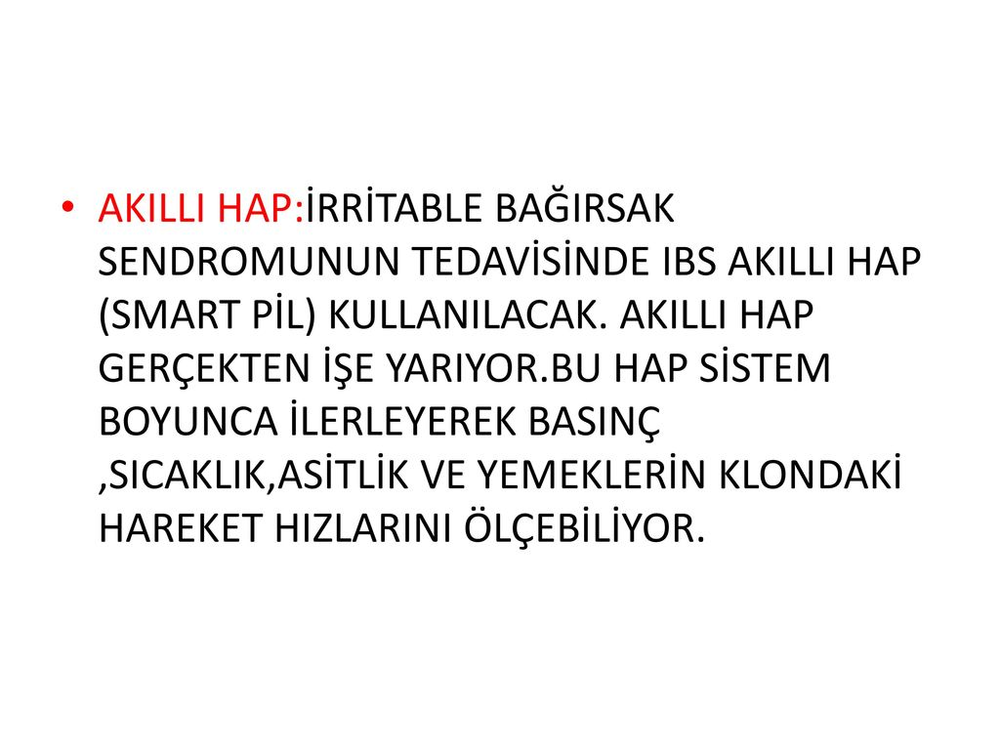 • AKILLI HAP:İRRİTABLE BAĞIRSAK
SENDROMUNUN TEDAVİSİNDE IBS AKILLI HAP
(SMART PİL) KULLANILACAK. AKILLI HAP
GERÇEKTEN İŞE YARIYOR.BU HAP SİSTEM
BOYUNCA İLERLEYEREK BASINÇ
,SICAKLIK,ASİTLİK VE YEMEKLERİN KLONDAKİ
HAREKET HIZLARINI ÖLÇEBİLİYOR.